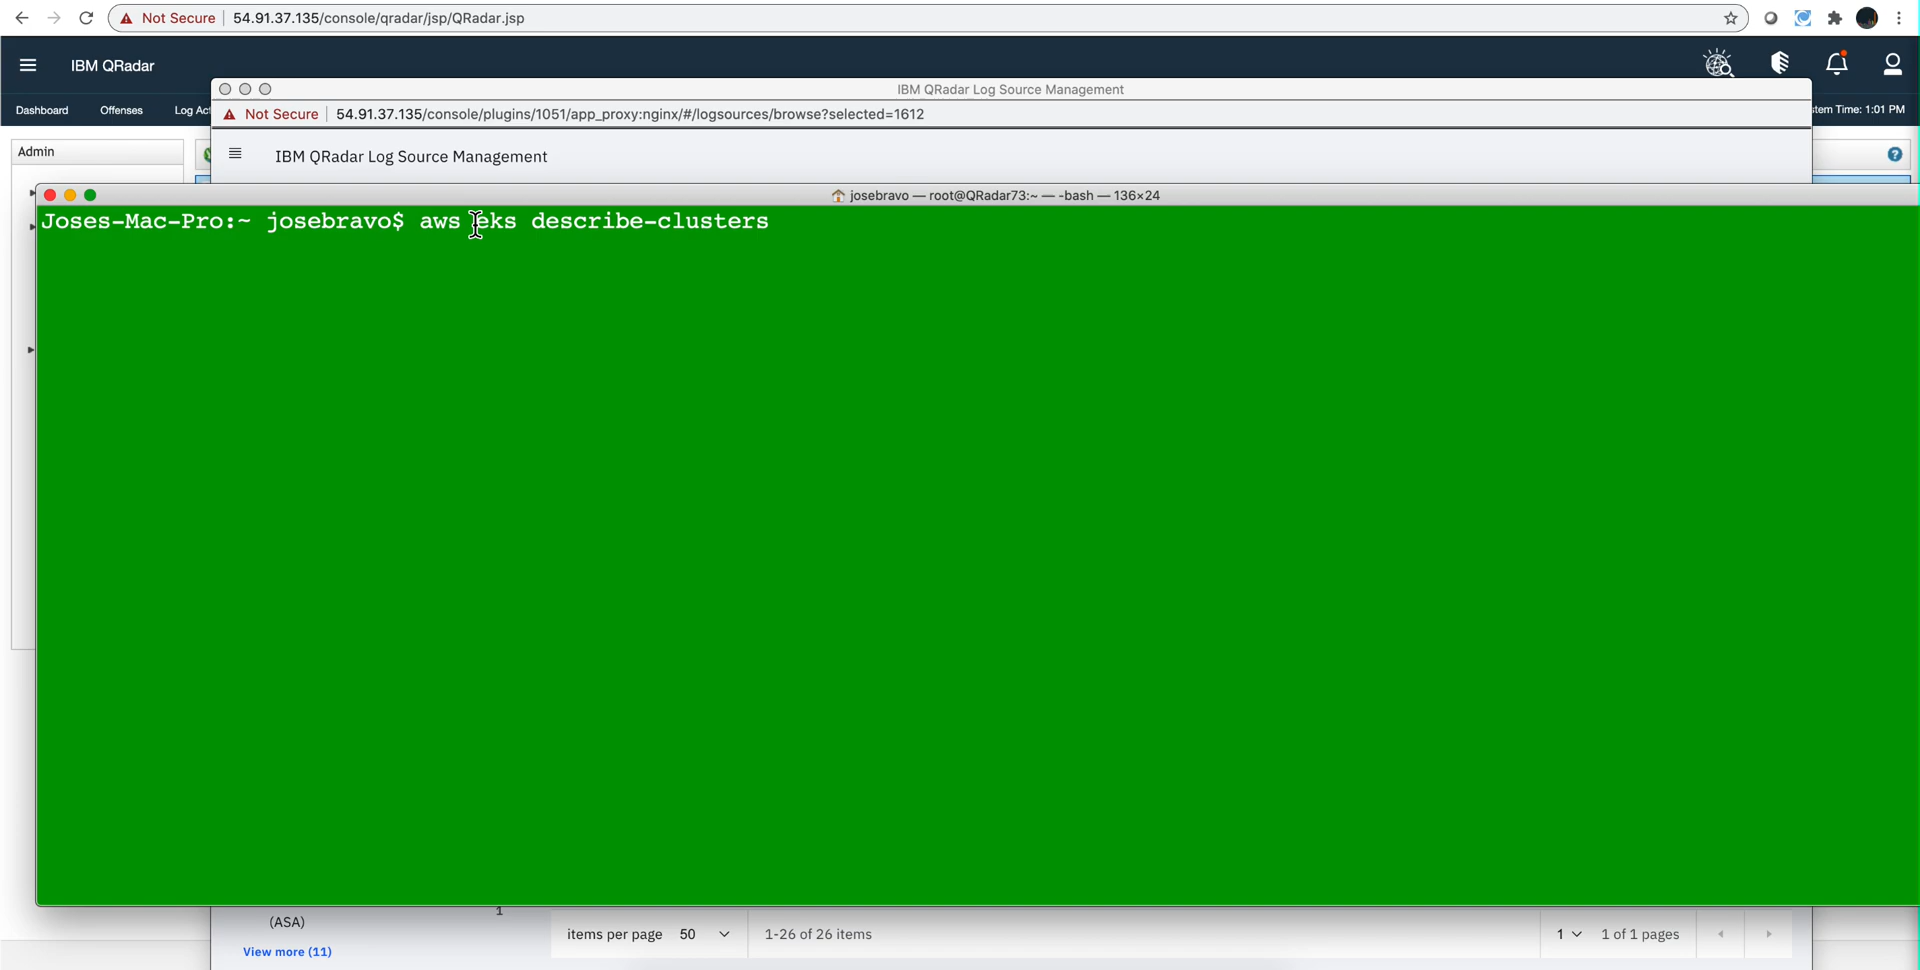 Not Secure 54.91.37.135/console/qradar/jsp/QRadar.jsp
IBM QRadar
IBM QRadar Log Source Management
Dashboard Offenses Log Ac
stem Time: 1:01 PM
Not Secure 54.91.37.135/console/plugins/1051/app_proxy:nginx/#/logsources/browse?selected=1612
Admin
IBM QRadar Log Source Management
josebravo — root@QRadar73:~ — -bash — 136×24
Joses-Mac-Pro:~ josebravo$ aws eks describe-clusters
1
(ASA)
items per page 50 1-26 of 26 items 1 1 of 1 pages
View more (11)